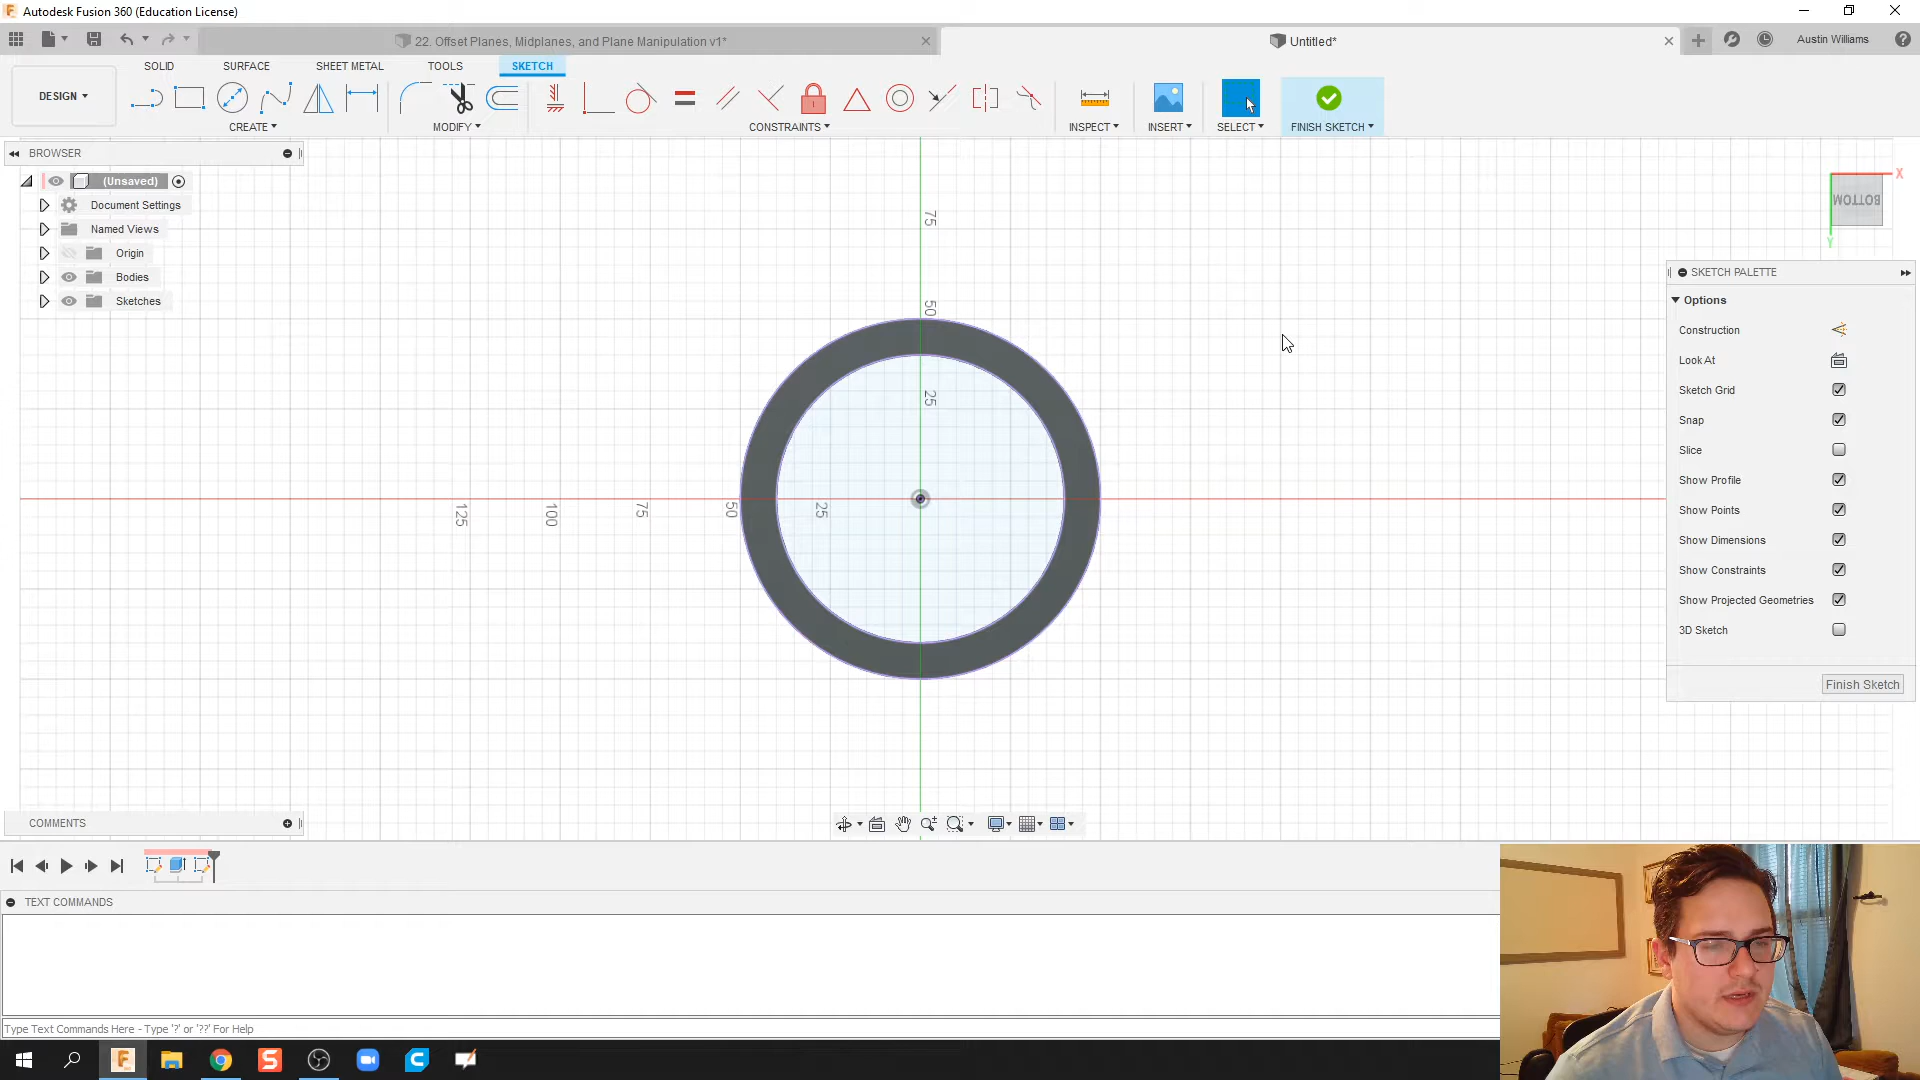 Autodesk Fusion 360 (Education License)
22. Offset Planes, Midplanes, and Plane Manipulation v1*
Untitled*
Austin Williams
DESIGN
SOLID
SURFACE
SHEET METAL
TOOLS
SKETCH
CREATE
MODIFY
CONSTRAINTS
INSPECT
INSERT
SELECT
FINISH SKETCH
BROWSER
(Unsaved)
Document Settings
Named Views
Origin
Bodies
Sketches
X
BOTTOM
Y
75
50
25
125
100
75
50
25
SKETCH PALETTE
Options
Construction
Look At
Sketch Grid
Snap
Slice
Show Profile
Show Points
Show Dimensions
Show Constraints
Show Projected Geometries
3D Sketch
Finish Sketch
COMMENTS
TEXT COMMANDS
Type Text Commands Here - Type '?' or '??' For Help